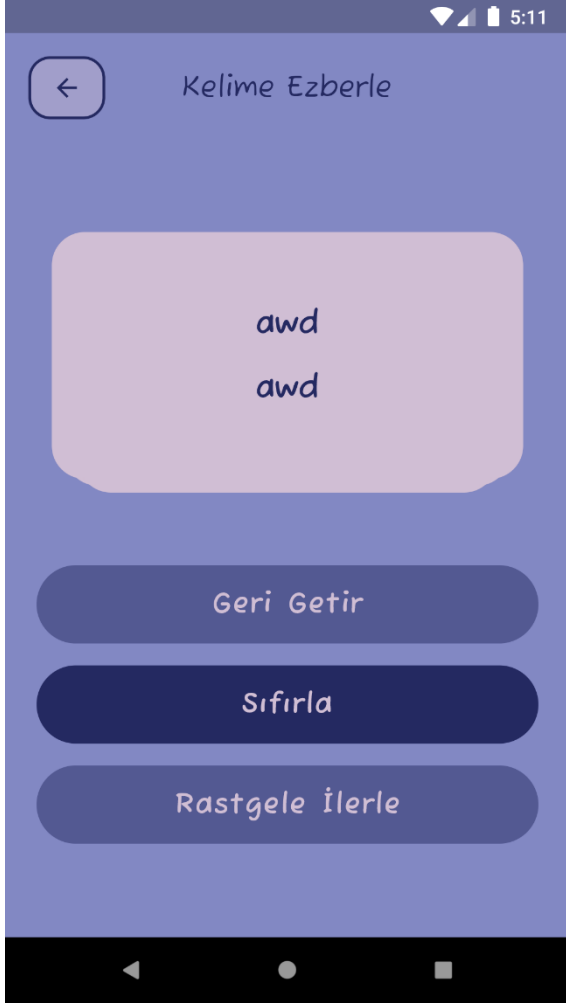 5:11
Kelime Ezberle
awd
awd
Geri Getir
Sıfırla
Rastgele İlerle